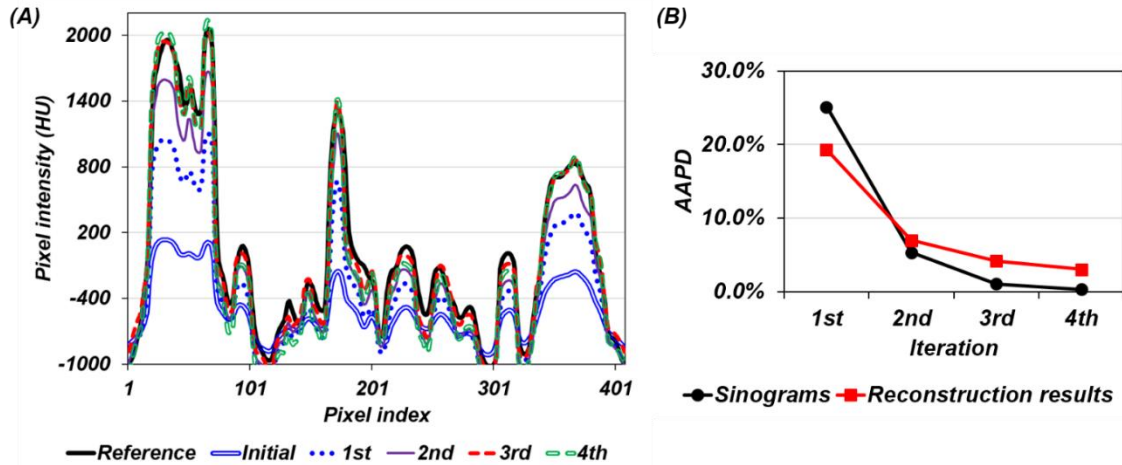 (A)
Pixel intensity (HU)
2000
1400
800
200
-400
-1000
1 101 201 301 401
Pixel index
Reference Initial 1st 2nd 3rd 4th
(B)
AAPD
30.0%
20.0%
10.0%
0.0%
1st 2nd 3rd 4th
Iteration
Sinograms Reconstruction results